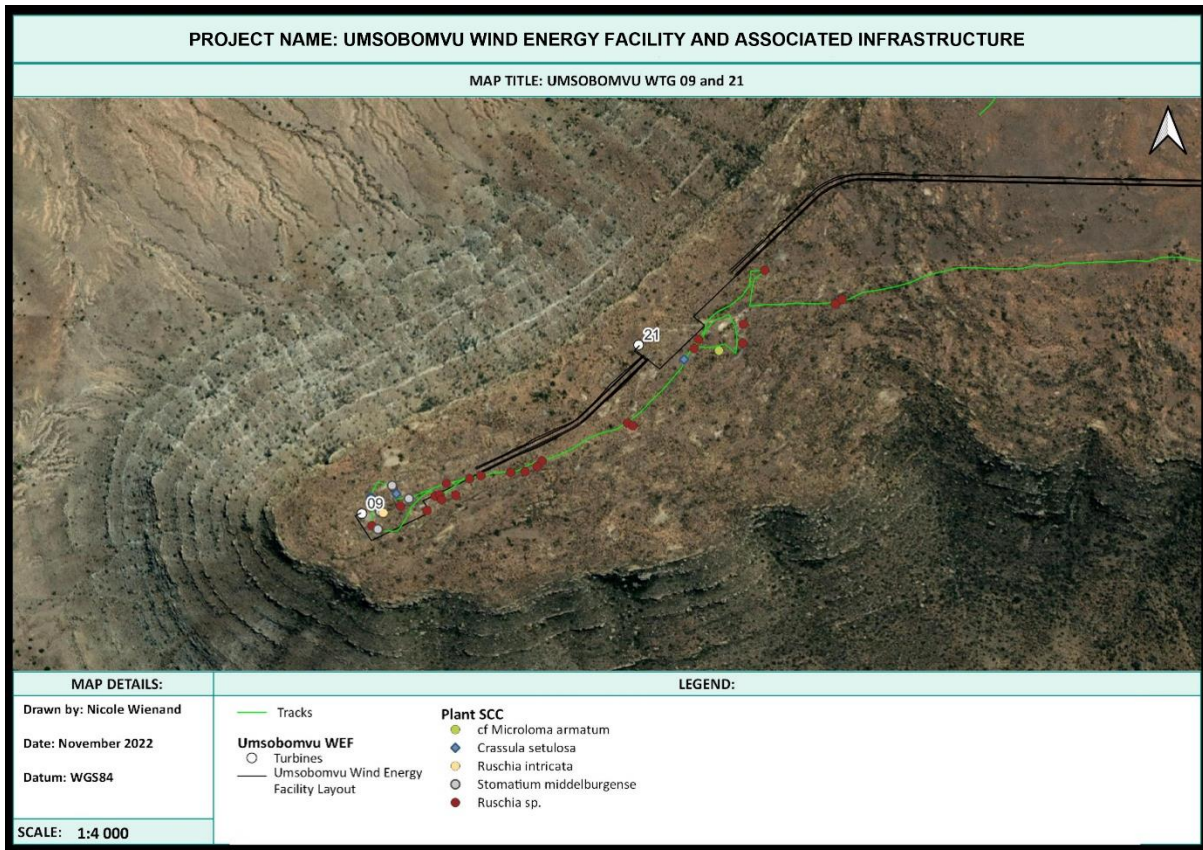 PROJECT NAME: UMSOBOMVU WIND ENERGY FACILITY AND ASSOCIATED INFRASTRUCTURE
MAP TITLE: UMSOBOMVU WTG 09 and 21
21
09
MAP DETAILS:
Drawn by: Nicole Wienand
Date: November 2022
Datum: WGS84
SCALE: 1:4 000
LEGEND:
Tracks
Umsobomvu WEF
Turbines
Umsobomvu Wind Energy
Facility Layout
Plant SCC
cf Microloma armatum
Crassula setulosa
Ruschia intricata
Stomatium middelburgense
Ruschia sp.